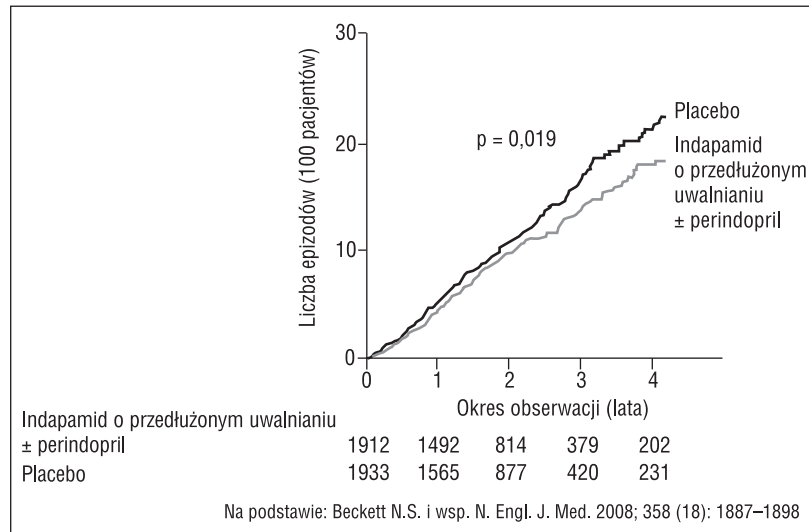 30
20
10
0
Liczba epizodów (100 pacjentów)
p = 0,019
Placebo
Indapamid
o przedłużonym
uwalnianiu
± perindopril
0 1 2 3 4
Okres obserwacji (lata)
Indapamid o przedłużonym uwalnianiu
± perindopril 1912 1492 814 379 202
Placebo 1933 1565 877 420 231
Na podstawie: Beckett N.S. i wsp. N. Engl. J. Med. 2008; 358 (18): 1887–1898